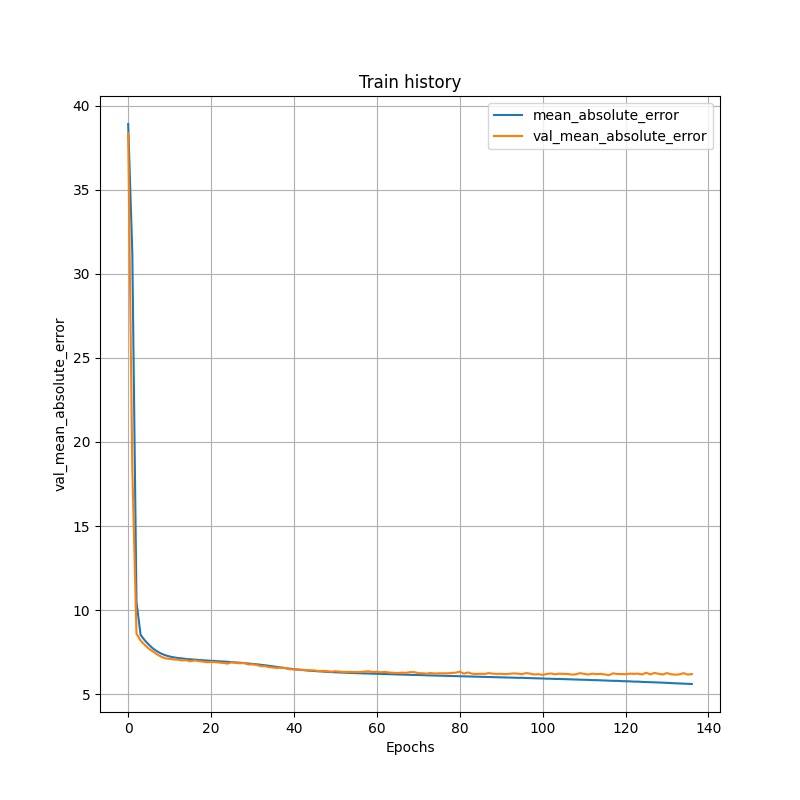 Train history
mean_absolute_error
val_mean_absolute_error
val_mean_absolute_error
40
35
30
25
20
15
10
5
0 20 40 60 80 100 120 140
Epochs